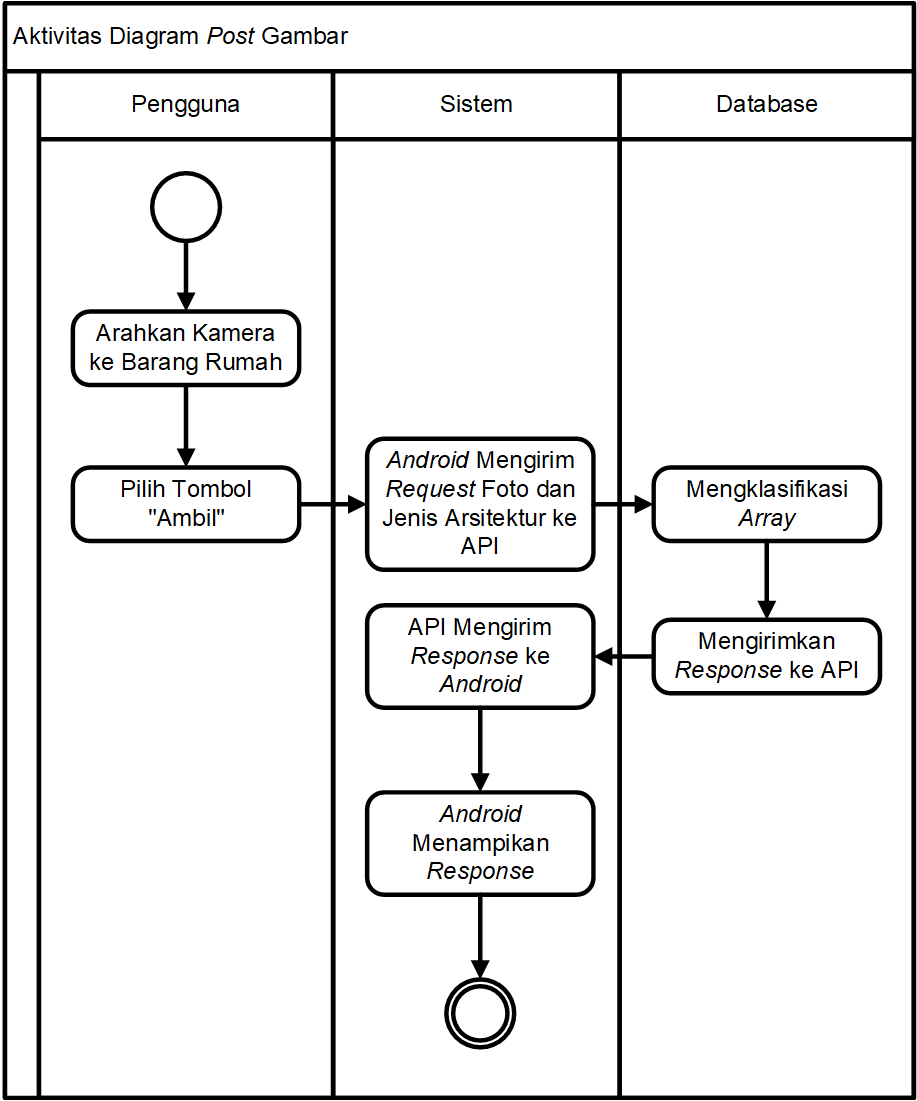 Aktivitas Diagram Post Gambar
Pengguna
Sistem
Database
Arahkan Kamera
ke Barang Rumah
Pilih Tombol
"Ambil"
Android Mengirim
Request Foto dan
Jenis Arsitektur ke
API
Mengklasifikasi
Array
Mengirimkan
Response ke API
API Mengirim
Response ke
Android
Android
Menampikan
Response